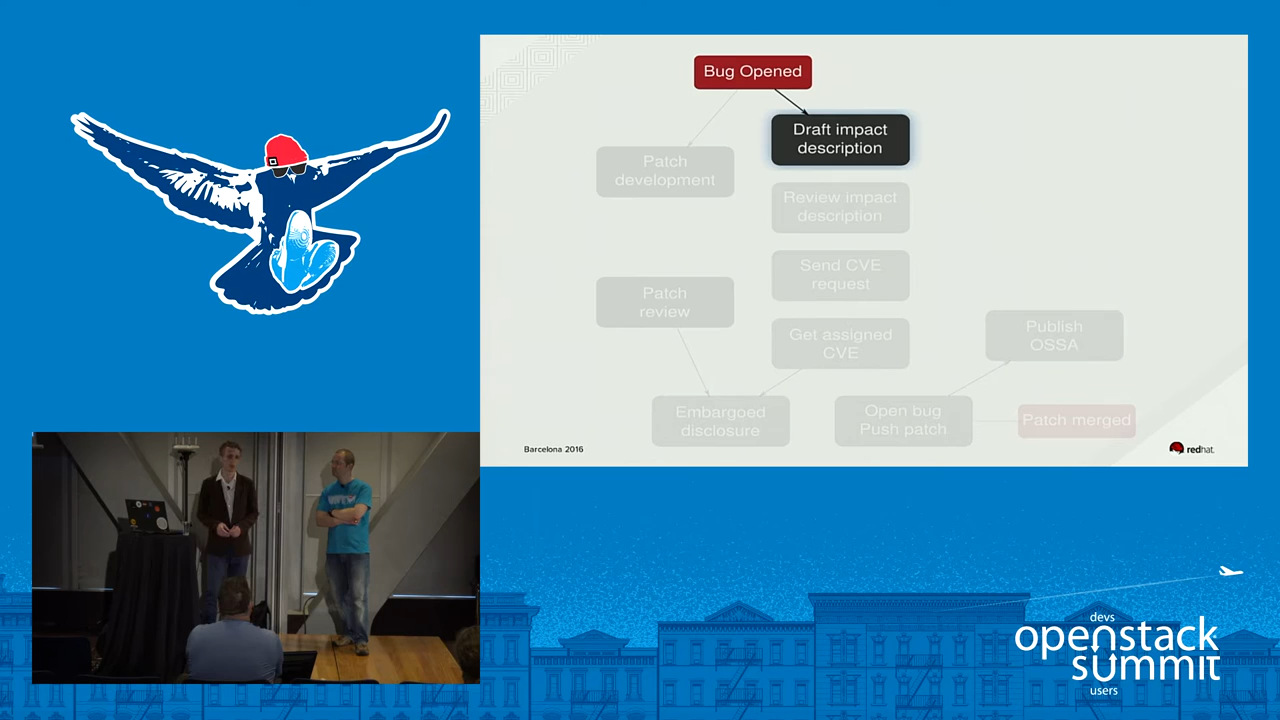 Bug Opened
Draft impact
description
Patch
development
Review impact
description
Send CVE
request
Patch
review
Get assigned
CVE
Publish
OSSA
Embargoed
disclosure
Open bug
Push patch
Patch merged
Barcelona 2016
redhat.
devs
openstack
summit
users